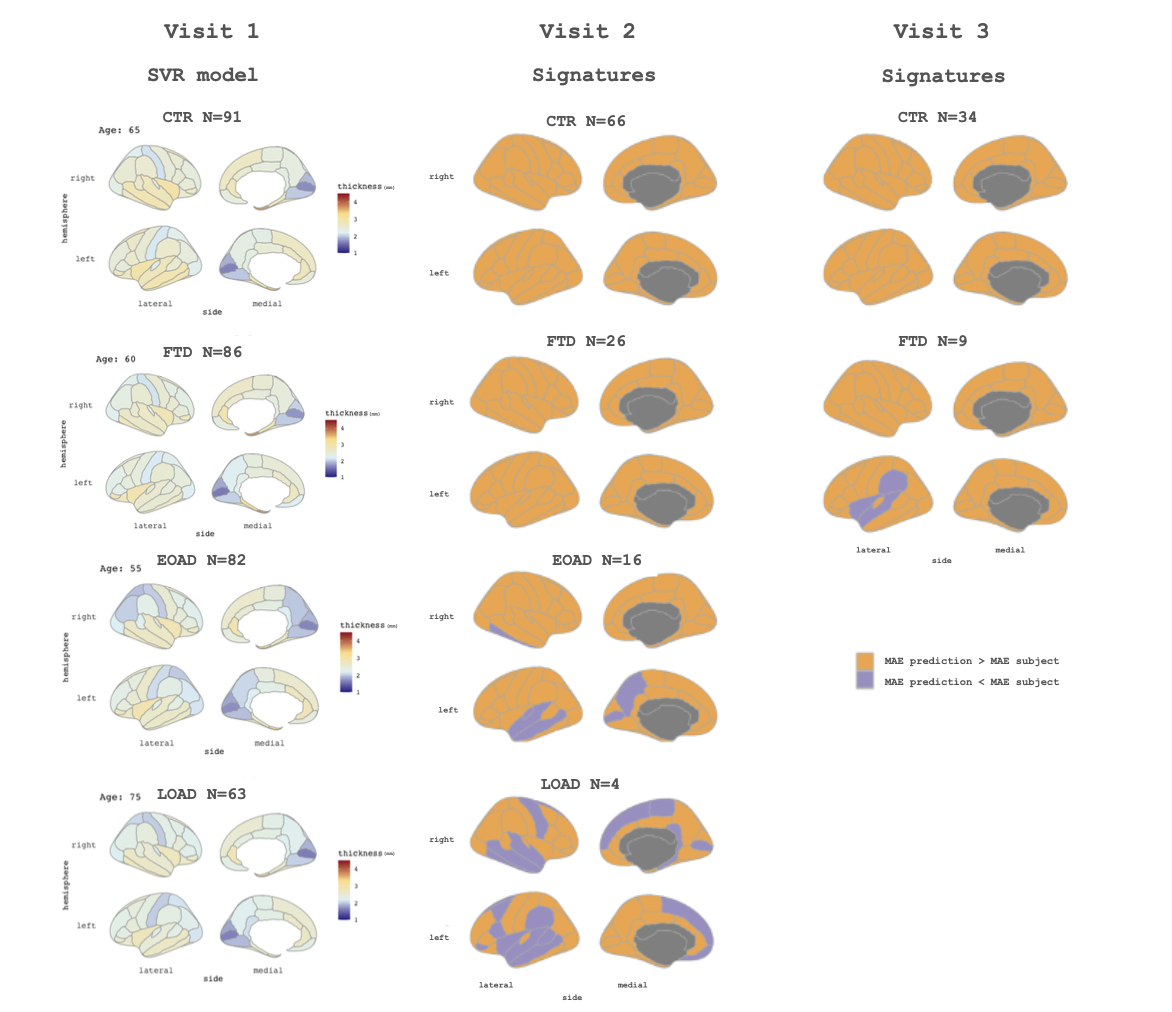 Visit 1
Visit 2
Visit 3
SVR model
Signatures
Signatures
CTR N=91
CTR N=66
CTR N=34
Age: 65
right
left
hemisphere
lateral
medial
side
thickness (mm)
4
3
2
1
right
left
FTD N=86
FTD N=26
FTD N=9
Age: 60
right
left
hemisphere
lateral
medial
side
thickness (mm)
4
3
2
1
right
left
lateral
medial
side
EOAD N=82
EOAD N=16
Age: 55
right
left
hemisphere
lateral
medial
side
thickness (mm)
4
3
2
1
right
left
MAE prediction > MAE subject
MAE prediction < MAE subject
LOAD N=63
LOAD N=4
Age: 75
right
left
hemisphere
lateral
medial
side
thickness (mm)
4
3
2
1
right
left
lateral
medial
side